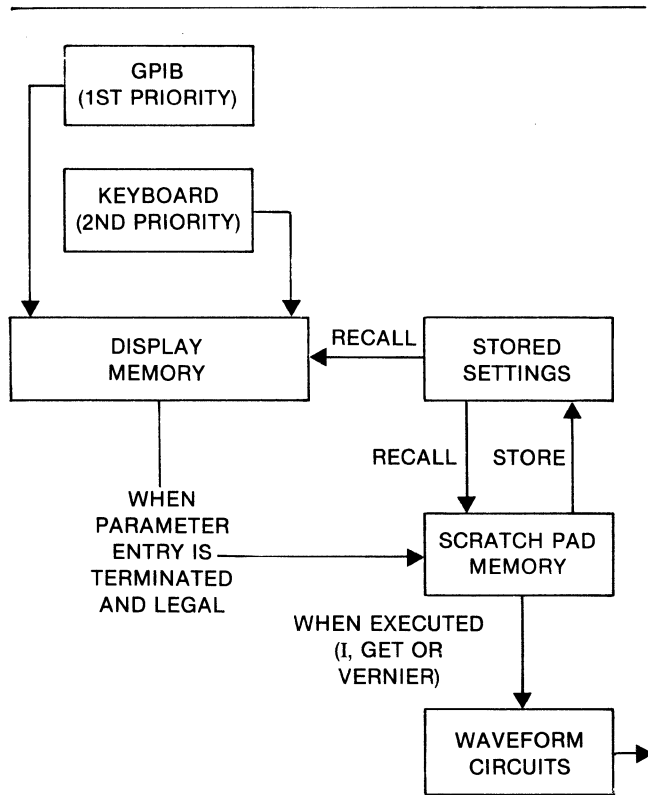 GPIB
(1ST PRIORITY)
KEYBOARD
(2ND PRIORITY)
DISPLAY
MEMORY
RECALL
STORED
SETTINGS
RECALL
STORE
WHEN
PARAMETER
ENTRY IS
TERMINATED
AND LEGAL
SCRATCH PAD
MEMORY
WHEN EXECUTED
(I, GET OR
VERNIER)
WAVEFORM
CIRCUITS